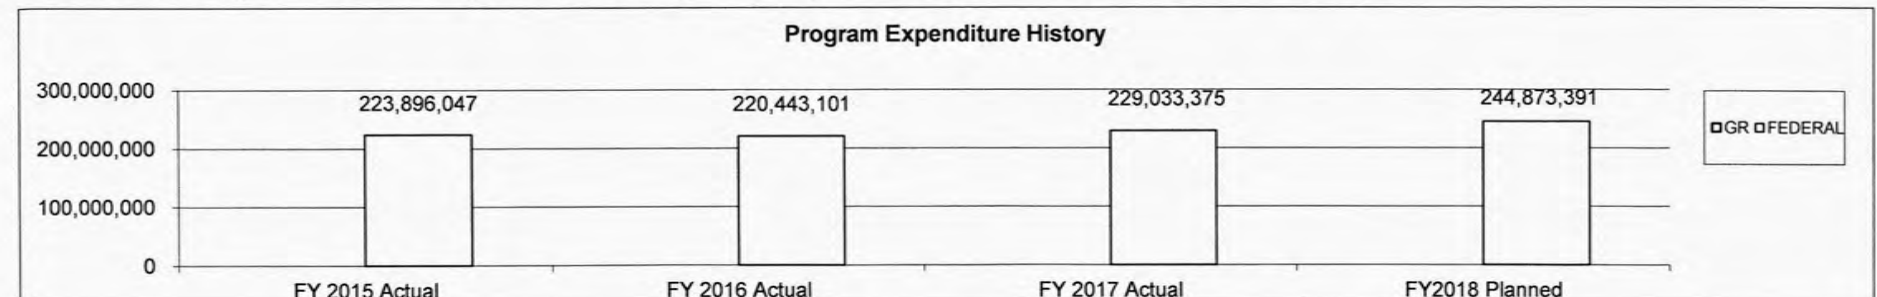 Program Expenditure History
300,000,000
200,000,000
100,000,000
0
223,896,047
220,443,101
229,033,375
244,873,391
FY 2015 Actual
FY 2016 Actual
FY 2017 Actual
FY2018 Planned
GR FEDERAL